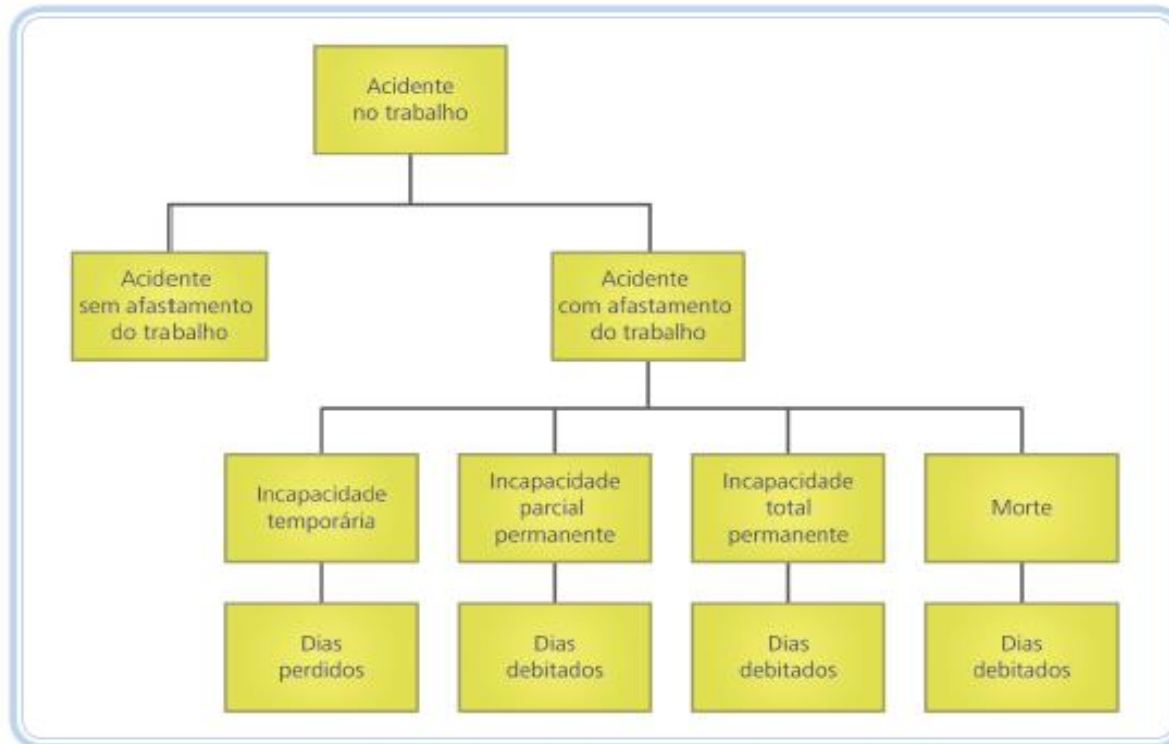 Acidente
no trabalho
Acidente
sem afastamento
do trabalho
Acidente
com afastamento
do trabalho
Incapacidade
temporária
Incapacidade
parcial
permanente
Incapacidade
total
permanente
Morte
Dias
perdidos
Dias
debitados
Dias
debitados
Dias
debitados